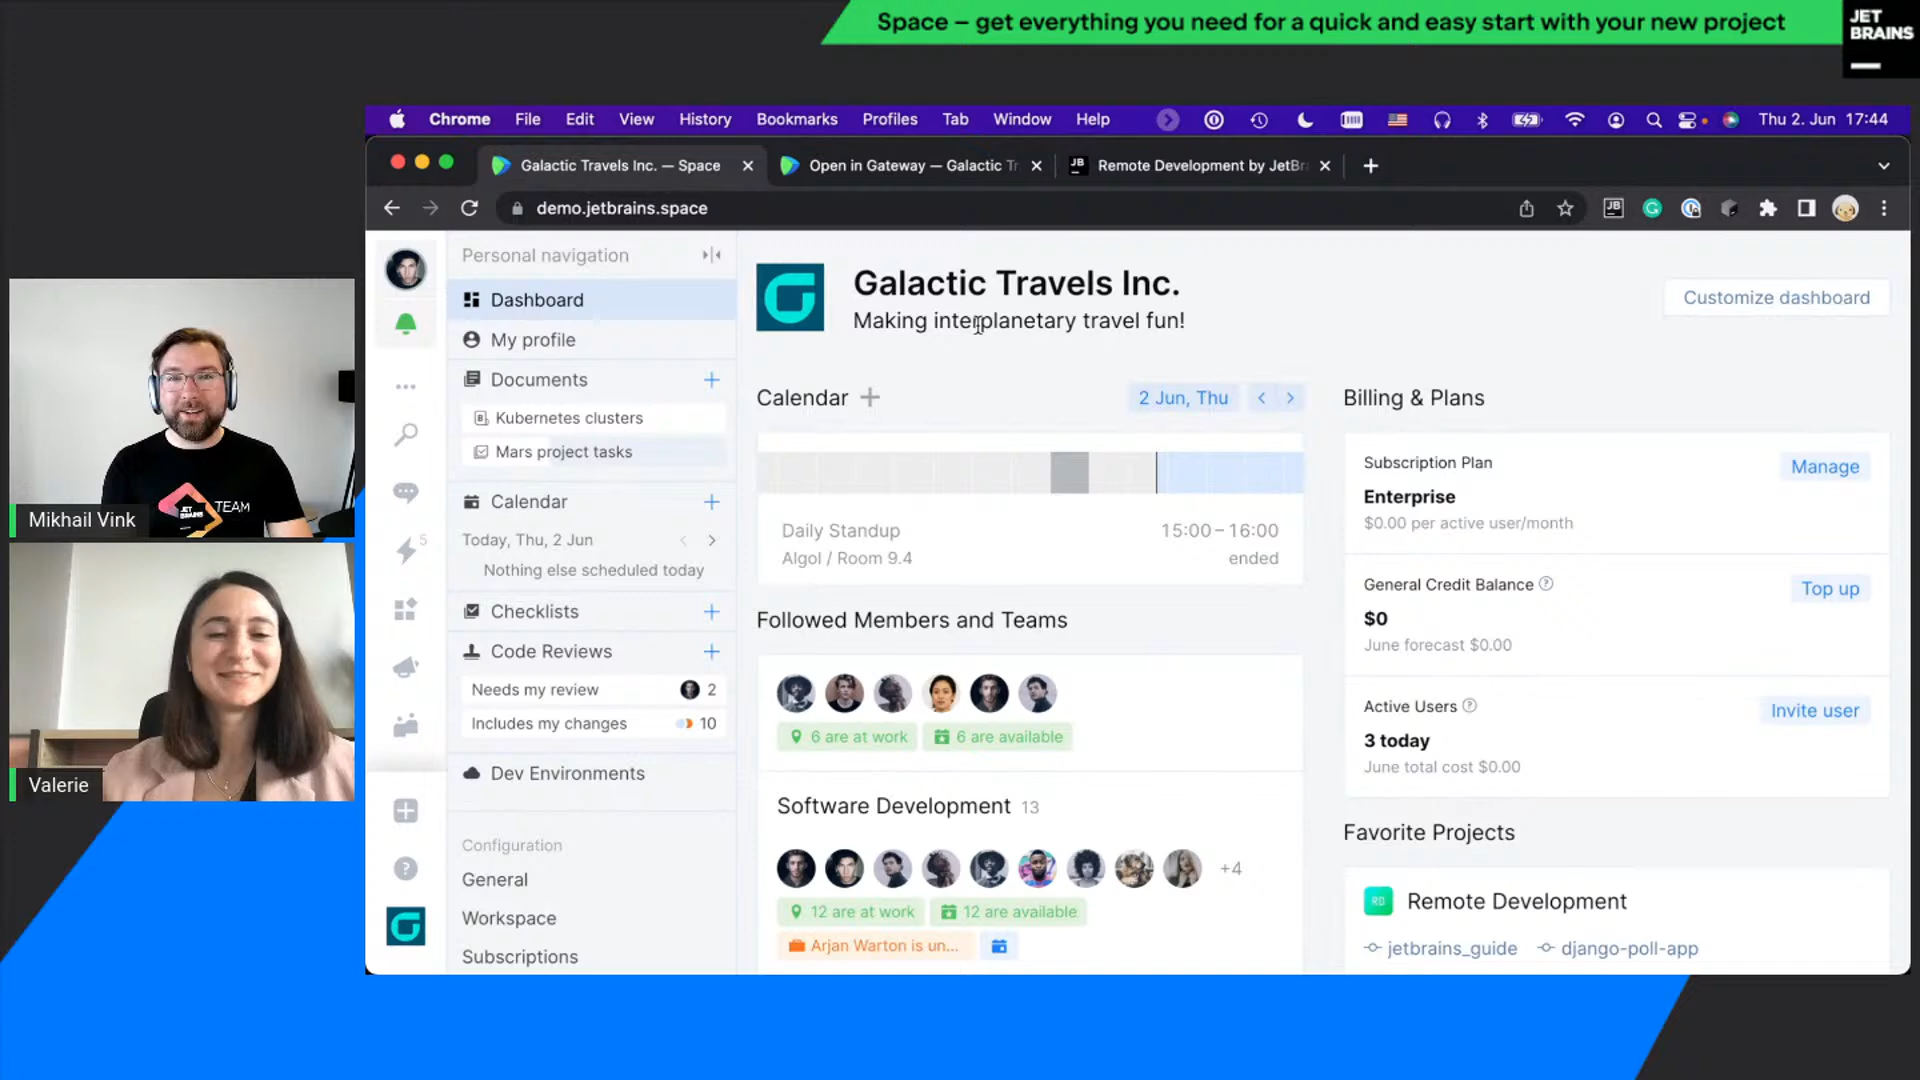 Space – get everything you need for a quick and easy start with your new project
JET
BRAINS
Chrome File Edit View History Bookmarks Profiles Tab Window Help Thu 2. Jun 17:44
Galactic Travels Inc. — Space
Open in Gateway — Galactic Tr
JB
Remote Development by JetBr
demo.jetbrains.space
Personal navigation
Dashboard
My profile
Documents
Kubernetes clusters
Mars project tasks
Calendar
Today, Thu, 2 Jun
Nothing else scheduled today
Checklists
Code Reviews
Needs my review 2
Includes my changes 10
Dev Environments
Configuration
General
Workspace
Subscriptions
5
Galactic Travels Inc.
Making interplanetary travel fun!
Customize dashboard
Calendar
2 Jun, Thu
Daily Standup 15:00 – 16:00
Algol / Room 9.4 ended
Followed Members and Teams
6 are at work 6 are available
Software Development 13
+4
12 are at work 12 are available
Arjan Warton is un...
Billing & Plans
Subscription Plan
Manage
Enterprise
$0.00 per active user/month
General Credit Balance
Top up
$0
June forecast $0.00
Active Users
Invite user
3 today
June total cost $0.00
Favorite Projects
RD
Remote Development
jetbrains_guide django-poll-app
JET
BRAINS
TEAM
Mikhail Vink
Valerie